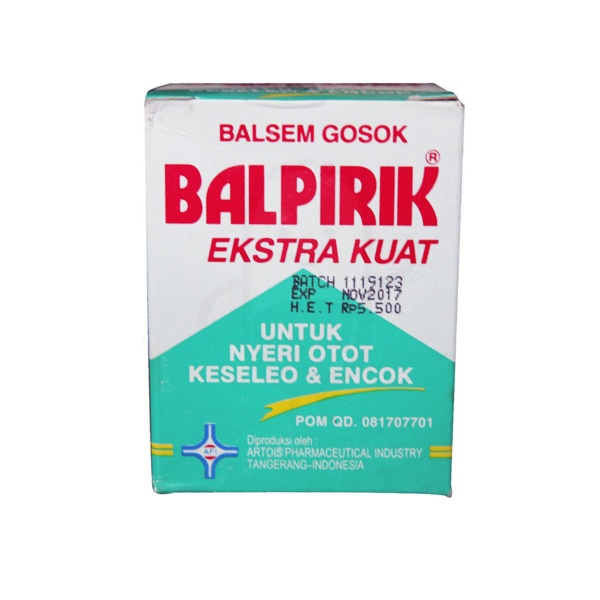 BALSEM GOSOK
BALPIRIK®
EKSTRA KUAT
BATCH 1119123
EXP NOV2017
H.E.T Rp5.500
UNTUK
NYERI OTOT
KESELEO & ENCOK
POM QD. 081707701
AFI
Diproduksi oleh :
ARTOIS PHARMACEUTICAL INDUSTRY
TANGERANG–INDONESIA